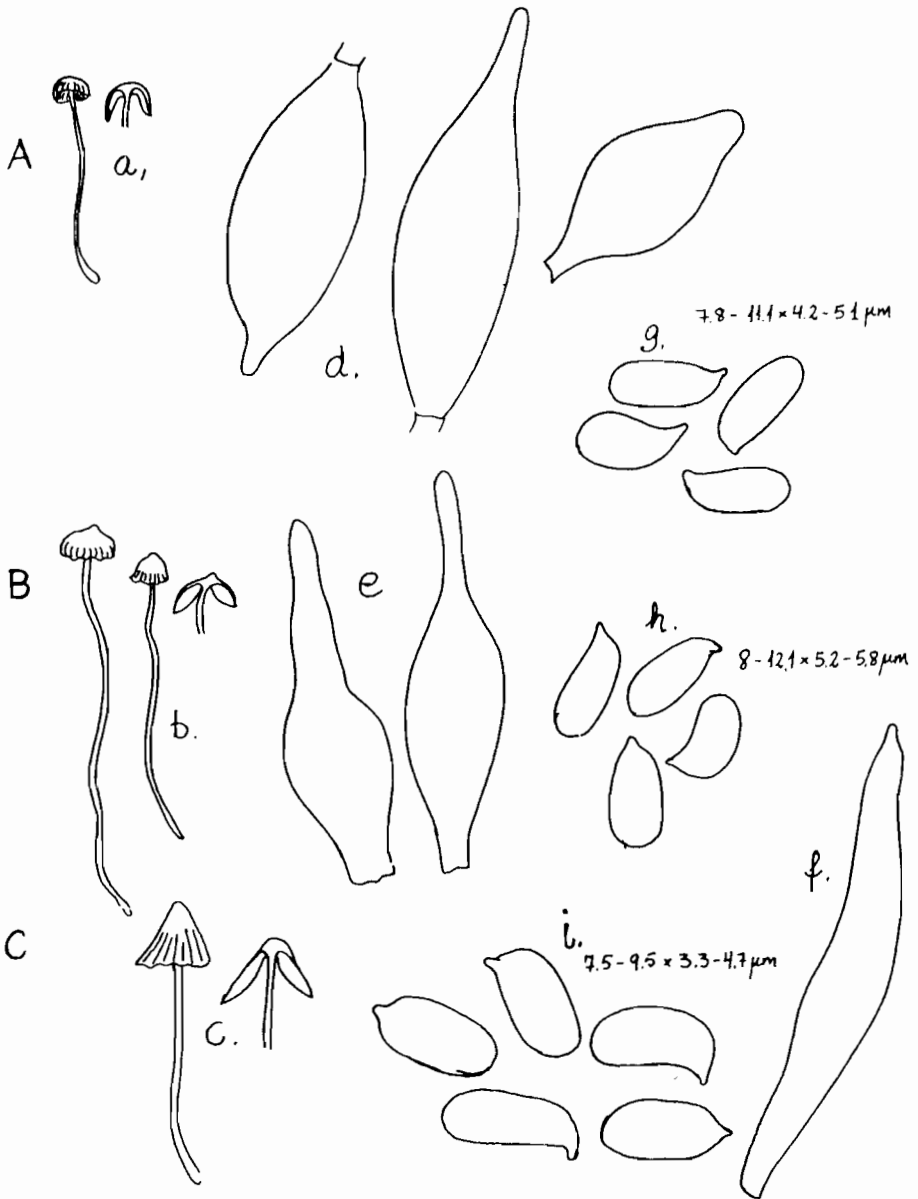 A
a,
d.
7.8 - 11.1 × 4.2 - 5.1 µm
g.
B
b.
e
h.
8 - 12,1 × 5.2 - 5.8 µm
f.
C
c.
i.
7.5 - 9.5 × 3.3 - 4.7 µm